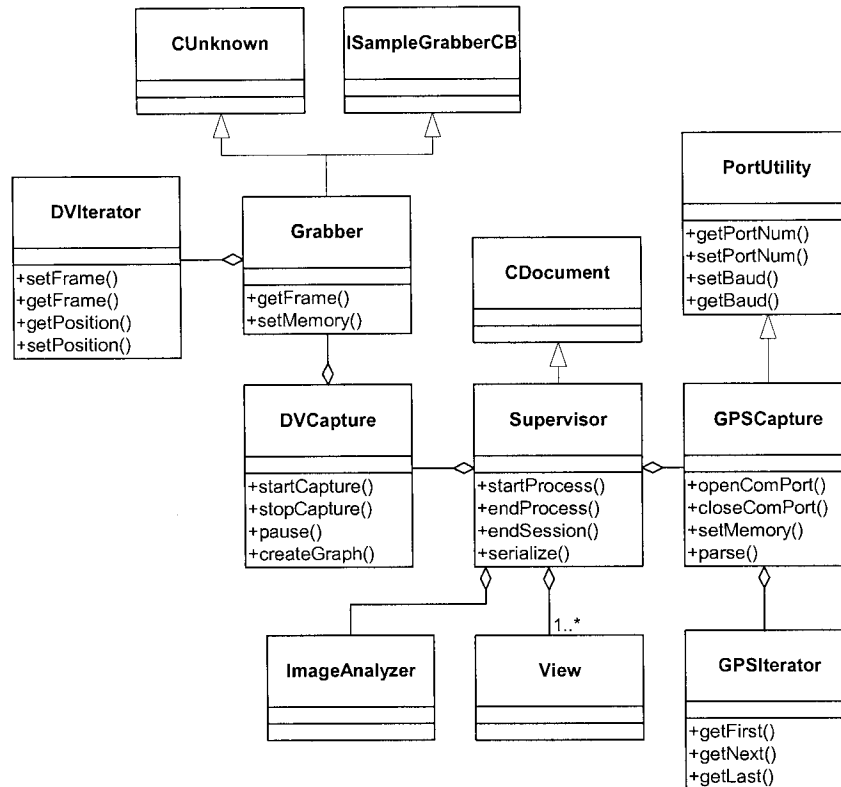 CUnknown
ISampleGrabberCB
DVIterator
+setFrame()
+getFrame()
+getPosition()
+setPosition()
Grabber
+getFrame()
+setMemory()
CDocument
PortUtility
+getPortNum()
+setPortNum()
+setBaud()
+getBaud()
DVCapture
+startCapture()
+stopCapture()
+pause()
+createGraph()
Supervisor
+startProcess()
+endProcess()
+endSession()
+serialize()
GPSCapture
+openComPort()
+closeComPort()
+setMemory()
+parse()
1..*
ImageAnalyzer
View
GPSIterator
+getFirst()
+getNext()
+getLast()